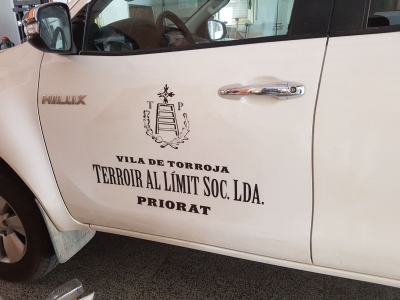 HILUX
T P
VILA DE TORROJA
TERROIR AL LÍMIT SOC. LDA.
PRIORAT